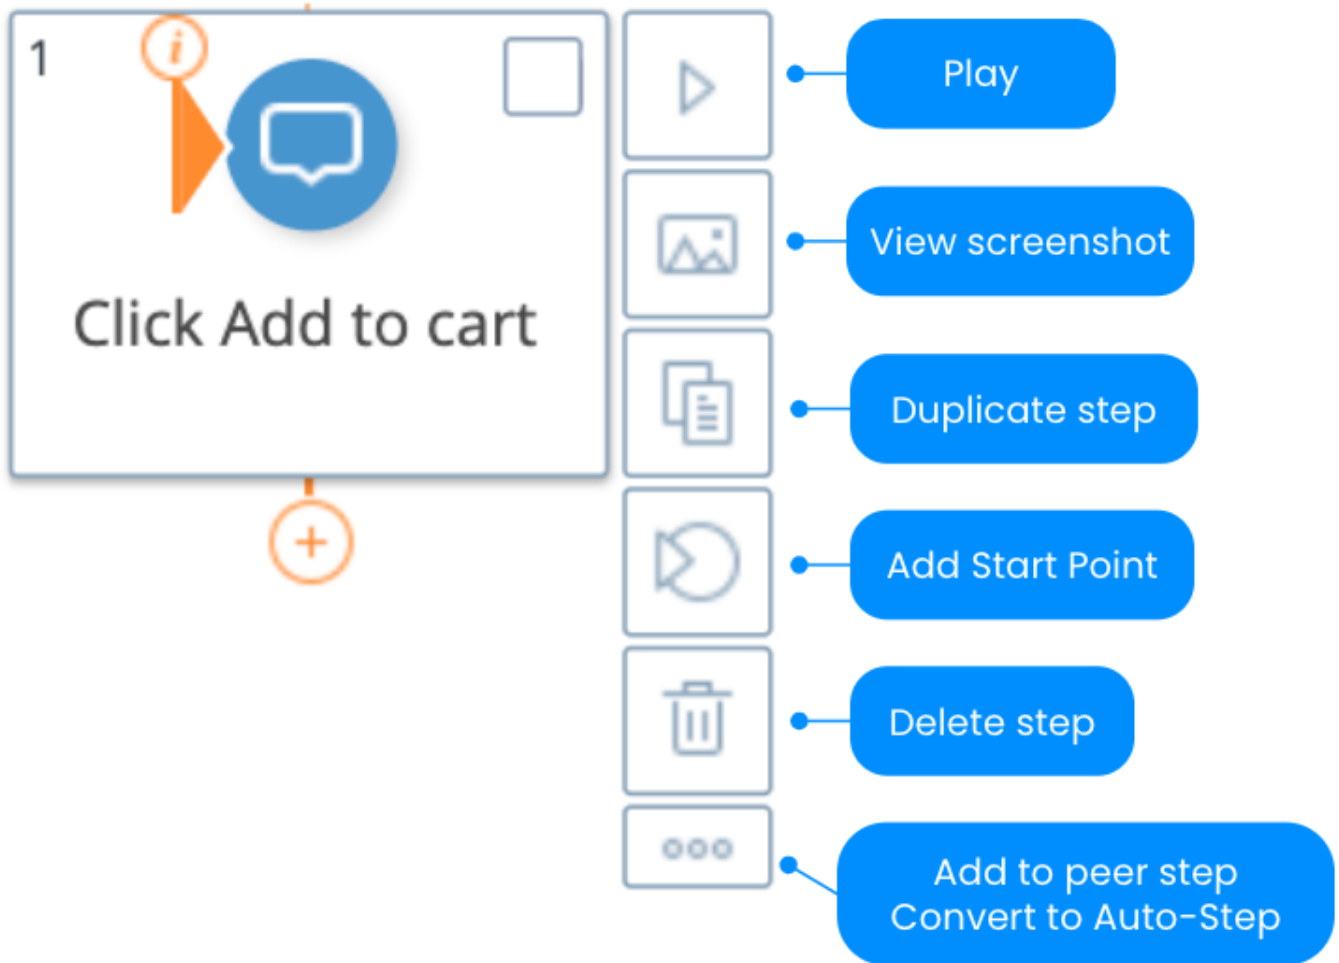 1
i
Click Add to cart
Play
View screenshot
Duplicate step
Add Start Point
Delete step
Add to peer step
Convert to Auto-Step